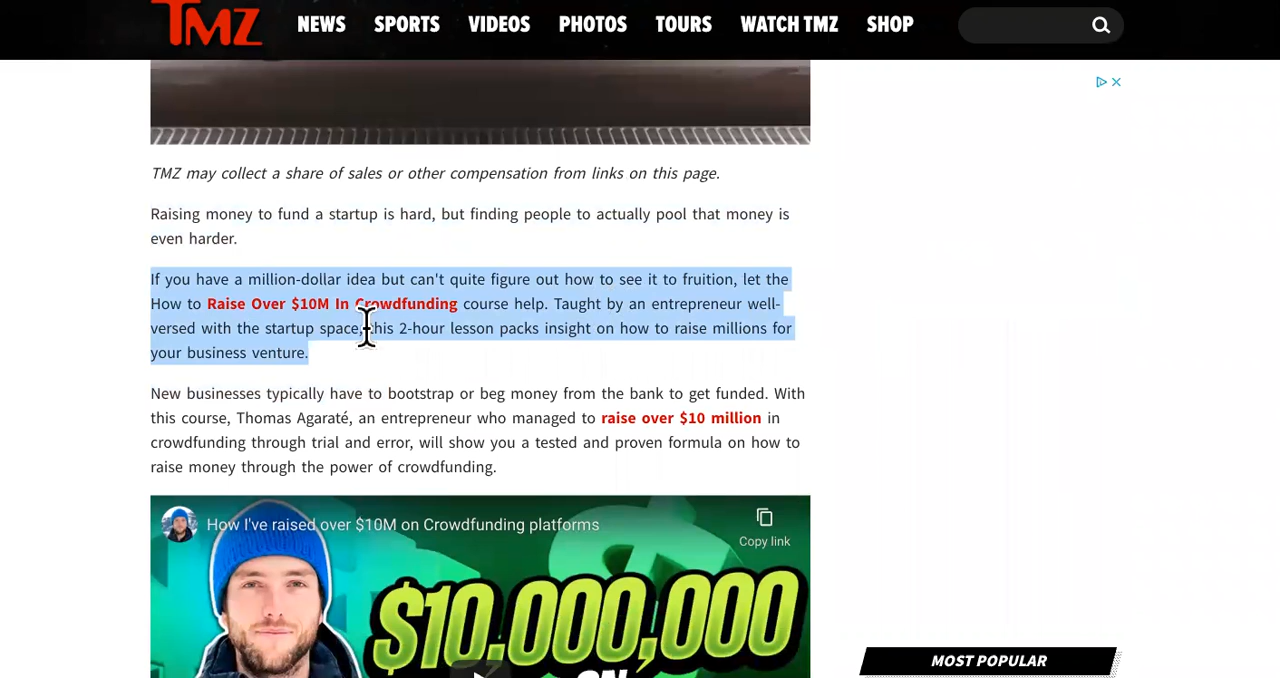 TMZ NEWS SPORTS VIDEOS PHOTOS TOURS WATCH TMZ SHOP
TMZ may collect a share of sales or other compensation from links on this page.
Raising money to fund a startup is hard, but finding people to actually pool that money is
even harder.
If you have a million-dollar idea but can't quite figure out how to see it to fruition, let the
How to Raise Over $10M In Crowdfunding course help. Taught by an entrepreneur well-
versed with the startup space, this 2-hour lesson packs insight on how to raise millions for
your business venture.
New businesses typically have to bootstrap or beg money from the bank to get funded. With
this course, Thomas Agaraté, an entrepreneur who managed to raise over $10 million in
crowdfunding through trial and error, will show you a tested and proven formula on how to
raise money through the power of crowdfunding.
How I've raised over $10M on Crowdfunding platforms
Copy link
$10,000,000
ON
MOST POPULAR